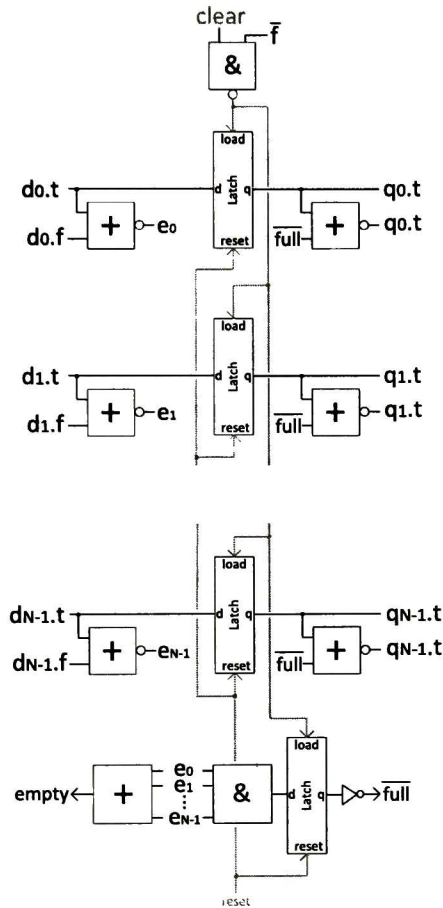 clear
f̅
&
load
d0.t
d
Latch
q
q0.t
+
e0
+
q0.t
d0.f
full
reset
load
d1.t
d
Latch
q
q1.t
+
e1
+
q1.t
d1.f
full
reset
load
dN-1.t
d
Latch
q
qN-1.t
+
eN-1
+
qN-1.t
dN-1.f
full
reset
load
empty
+
e0
e1
eN-1
&
d
Latch
q
full
reset
reset